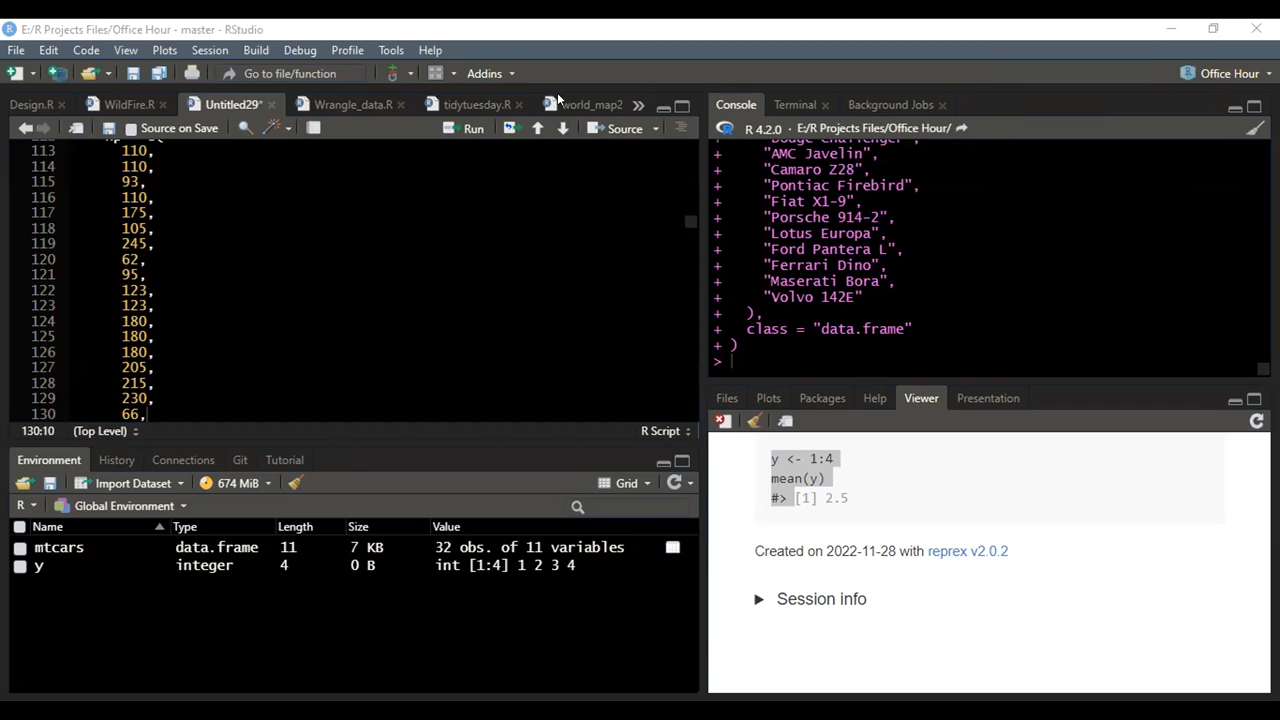 E:/R Projects Files/Office Hour - master - RStudio
File Edit Code View Plots Session Build Debug Profile Tools Help
Go to file/function Addins Office Hour
Design.R WildFire.R Untitled29* Wrangle_data.R tidytuesday.R world_map2
Source on Save Run Source
113 110,
114 110,
115 93,
116 110,
117 175,
118 105,
119 245,
120 62,
121 95,
122 123,
123 123,
124 180,
125 180,
126 180,
127 205,
128 215,
129 230,
130 66,
130:10 (Top Level) R Script
Environment History Connections Git Tutorial
Import Dataset 674 MiB Grid
R Global Environment
Name Type Length Size Value
mtcars data.frame 11 7 KB 32 obs. of 11 variables
y integer 4 0 B int [1:4] 1 2 3 4
Console Terminal Background Jobs
R 4.2.0 · E:/R Projects Files/Office Hour/
+ "Dodge Challenger",
+ "AMC Javelin",
+ "Camaro Z28",
+ "Pontiac Firebird",
+ "Fiat X1-9",
+ "Porsche 914-2",
+ "Lotus Europa",
+ "Ford Pantera L",
+ "Ferrari Dino",
+ "Maserati Bora",
+ "Volvo 142E"
+ ),
+ class = "data.frame"
+ )
>
Files Plots Packages Help Viewer Presentation
y <- 1:4
mean(y)
#> [1] 2.5
Created on 2022-11-28 with reprex v2.0.2
Session info